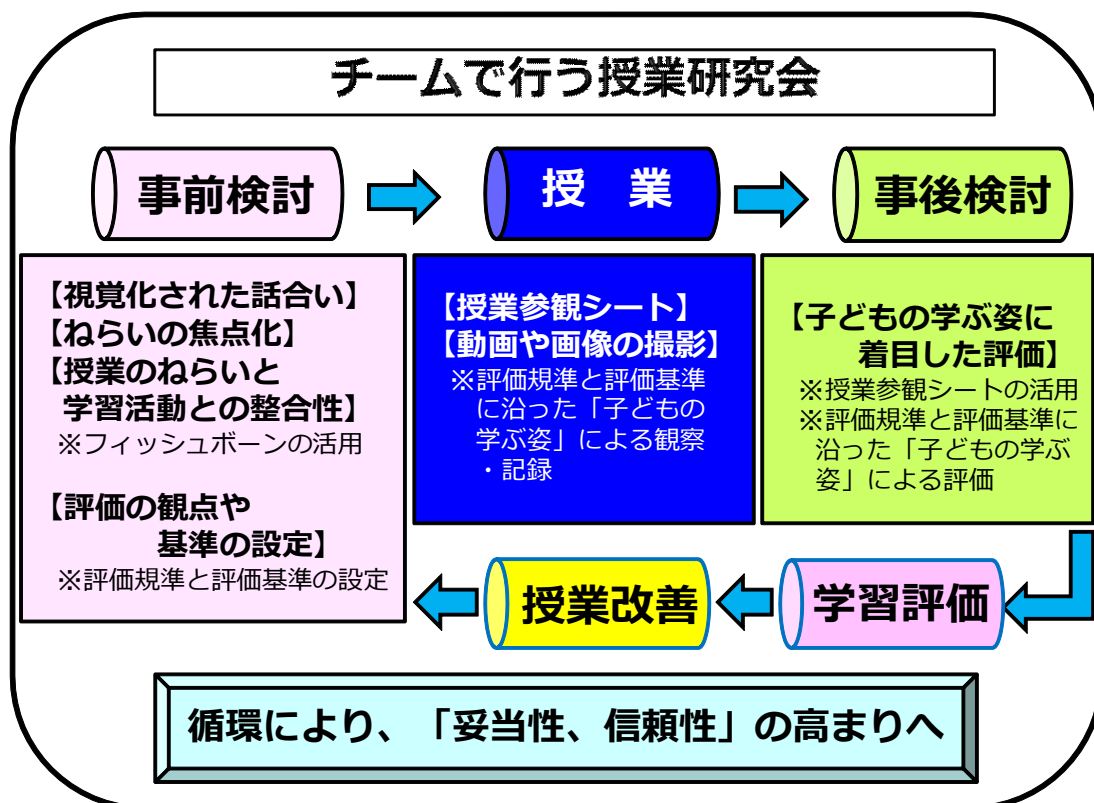 チームで行う授業研究会
事前検討
授　業
事後検討
【視覚化された話合い】
【ねらいの焦点化】
【授業のねらいと
学習活動との整合性】
※フィッシュボーンの活用
【評価の観点や
基準の設定】
※評価規準と評価基準の設定
【授業参観シート】
【動画や画像の撮影】
※評価規準と評価基準
に沿った「子どもの
学ぶ姿」による観察
・記録
【子どもの学ぶ姿に
着目した評価】
※授業参観シートの活用
※評価規準と評価基準に
沿った「子どもの学ぶ
姿」による評価
学習評価
授業改善
循環により、「妥当性、信頼性」の高まりへ